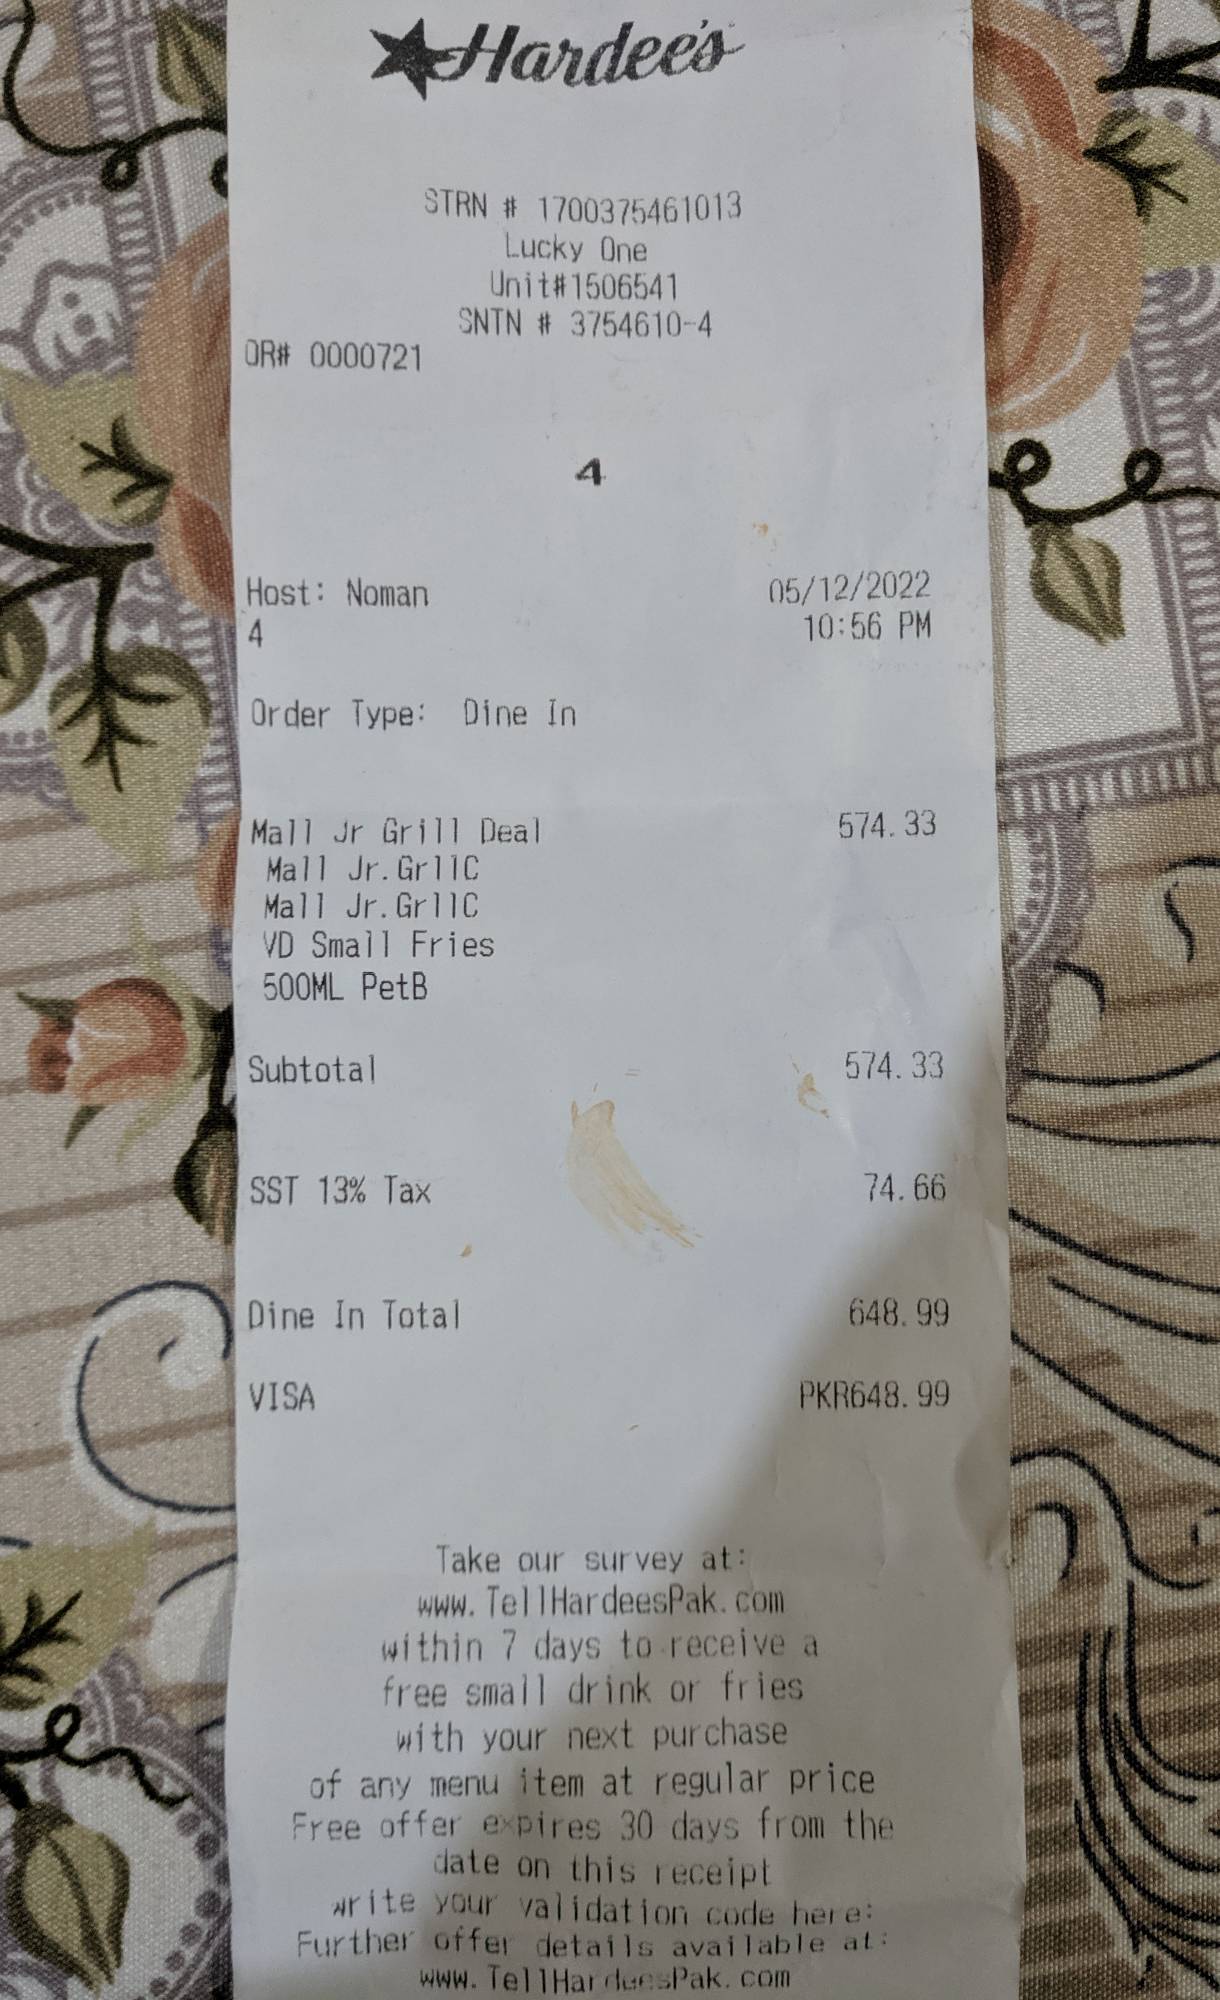 Hardee's
STRN # 1700375461013
Lucky One
Unit#1506541
SNTN # 3754610-4
OR# 0000721
4
Host: Noman 05/12/2022
4 10:56 PM
Order Type: Dine In
Mall Jr Grill Deal 574.33
Mall Jr.GrllC
Mall Jr.GrllC
VD Small Fries
500ML PetB
Subtotal 574.33
SST 13% Tax 74.66
Dine In Total 648.99
VISA PKR648.99
Take our survey at:
www.TellHardeesPak.com
within 7 days to receive a
free small drink or fries
with your next purchase
of any menu item at regular price
Free offer expires 30 days from the
date on this receipt
write your validation code here:
Further offer details available at:
www.TellHardeesPak.com